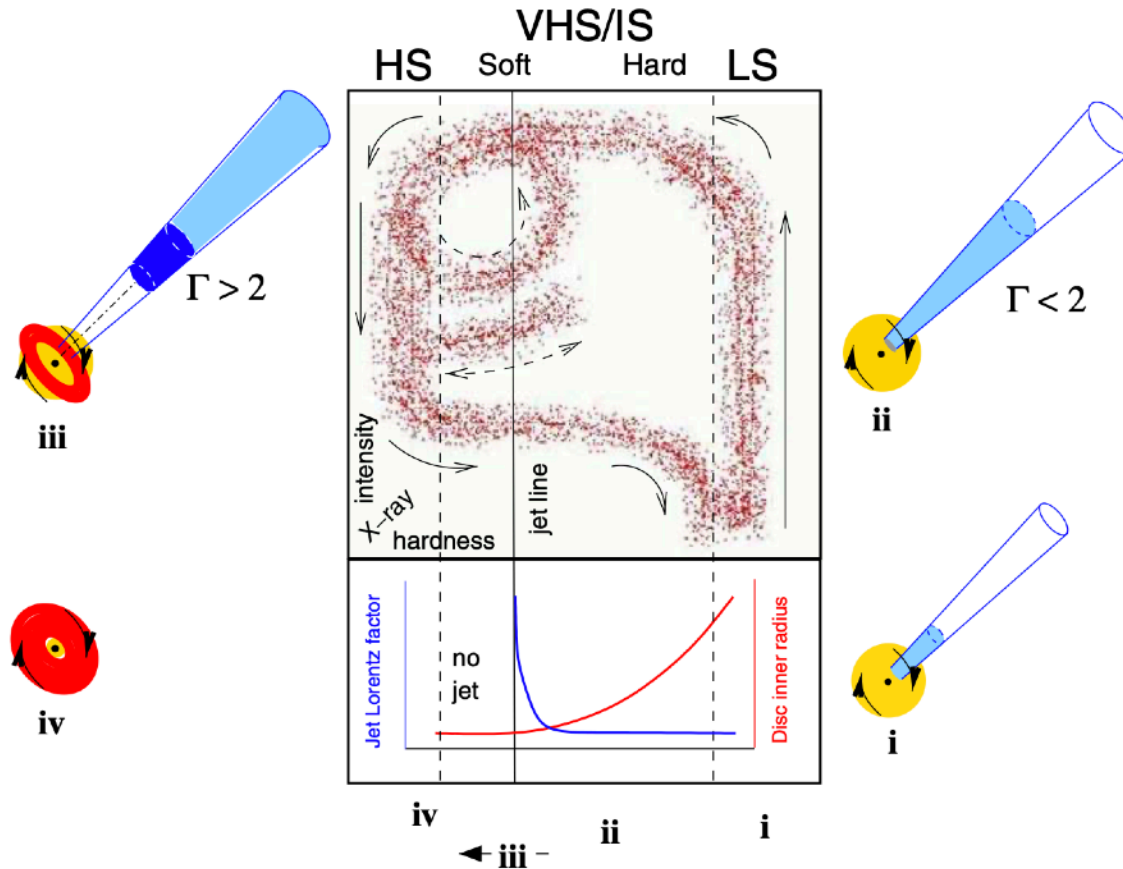 VHS/IS
HS Soft Hard LS
Γ > 2
Γ < 2
iii
ii
intensity
X-ray
hardness
jet line
Jet Lorentz factor
no
jet
Disc inner radius
iv
i
iv ii i
iii